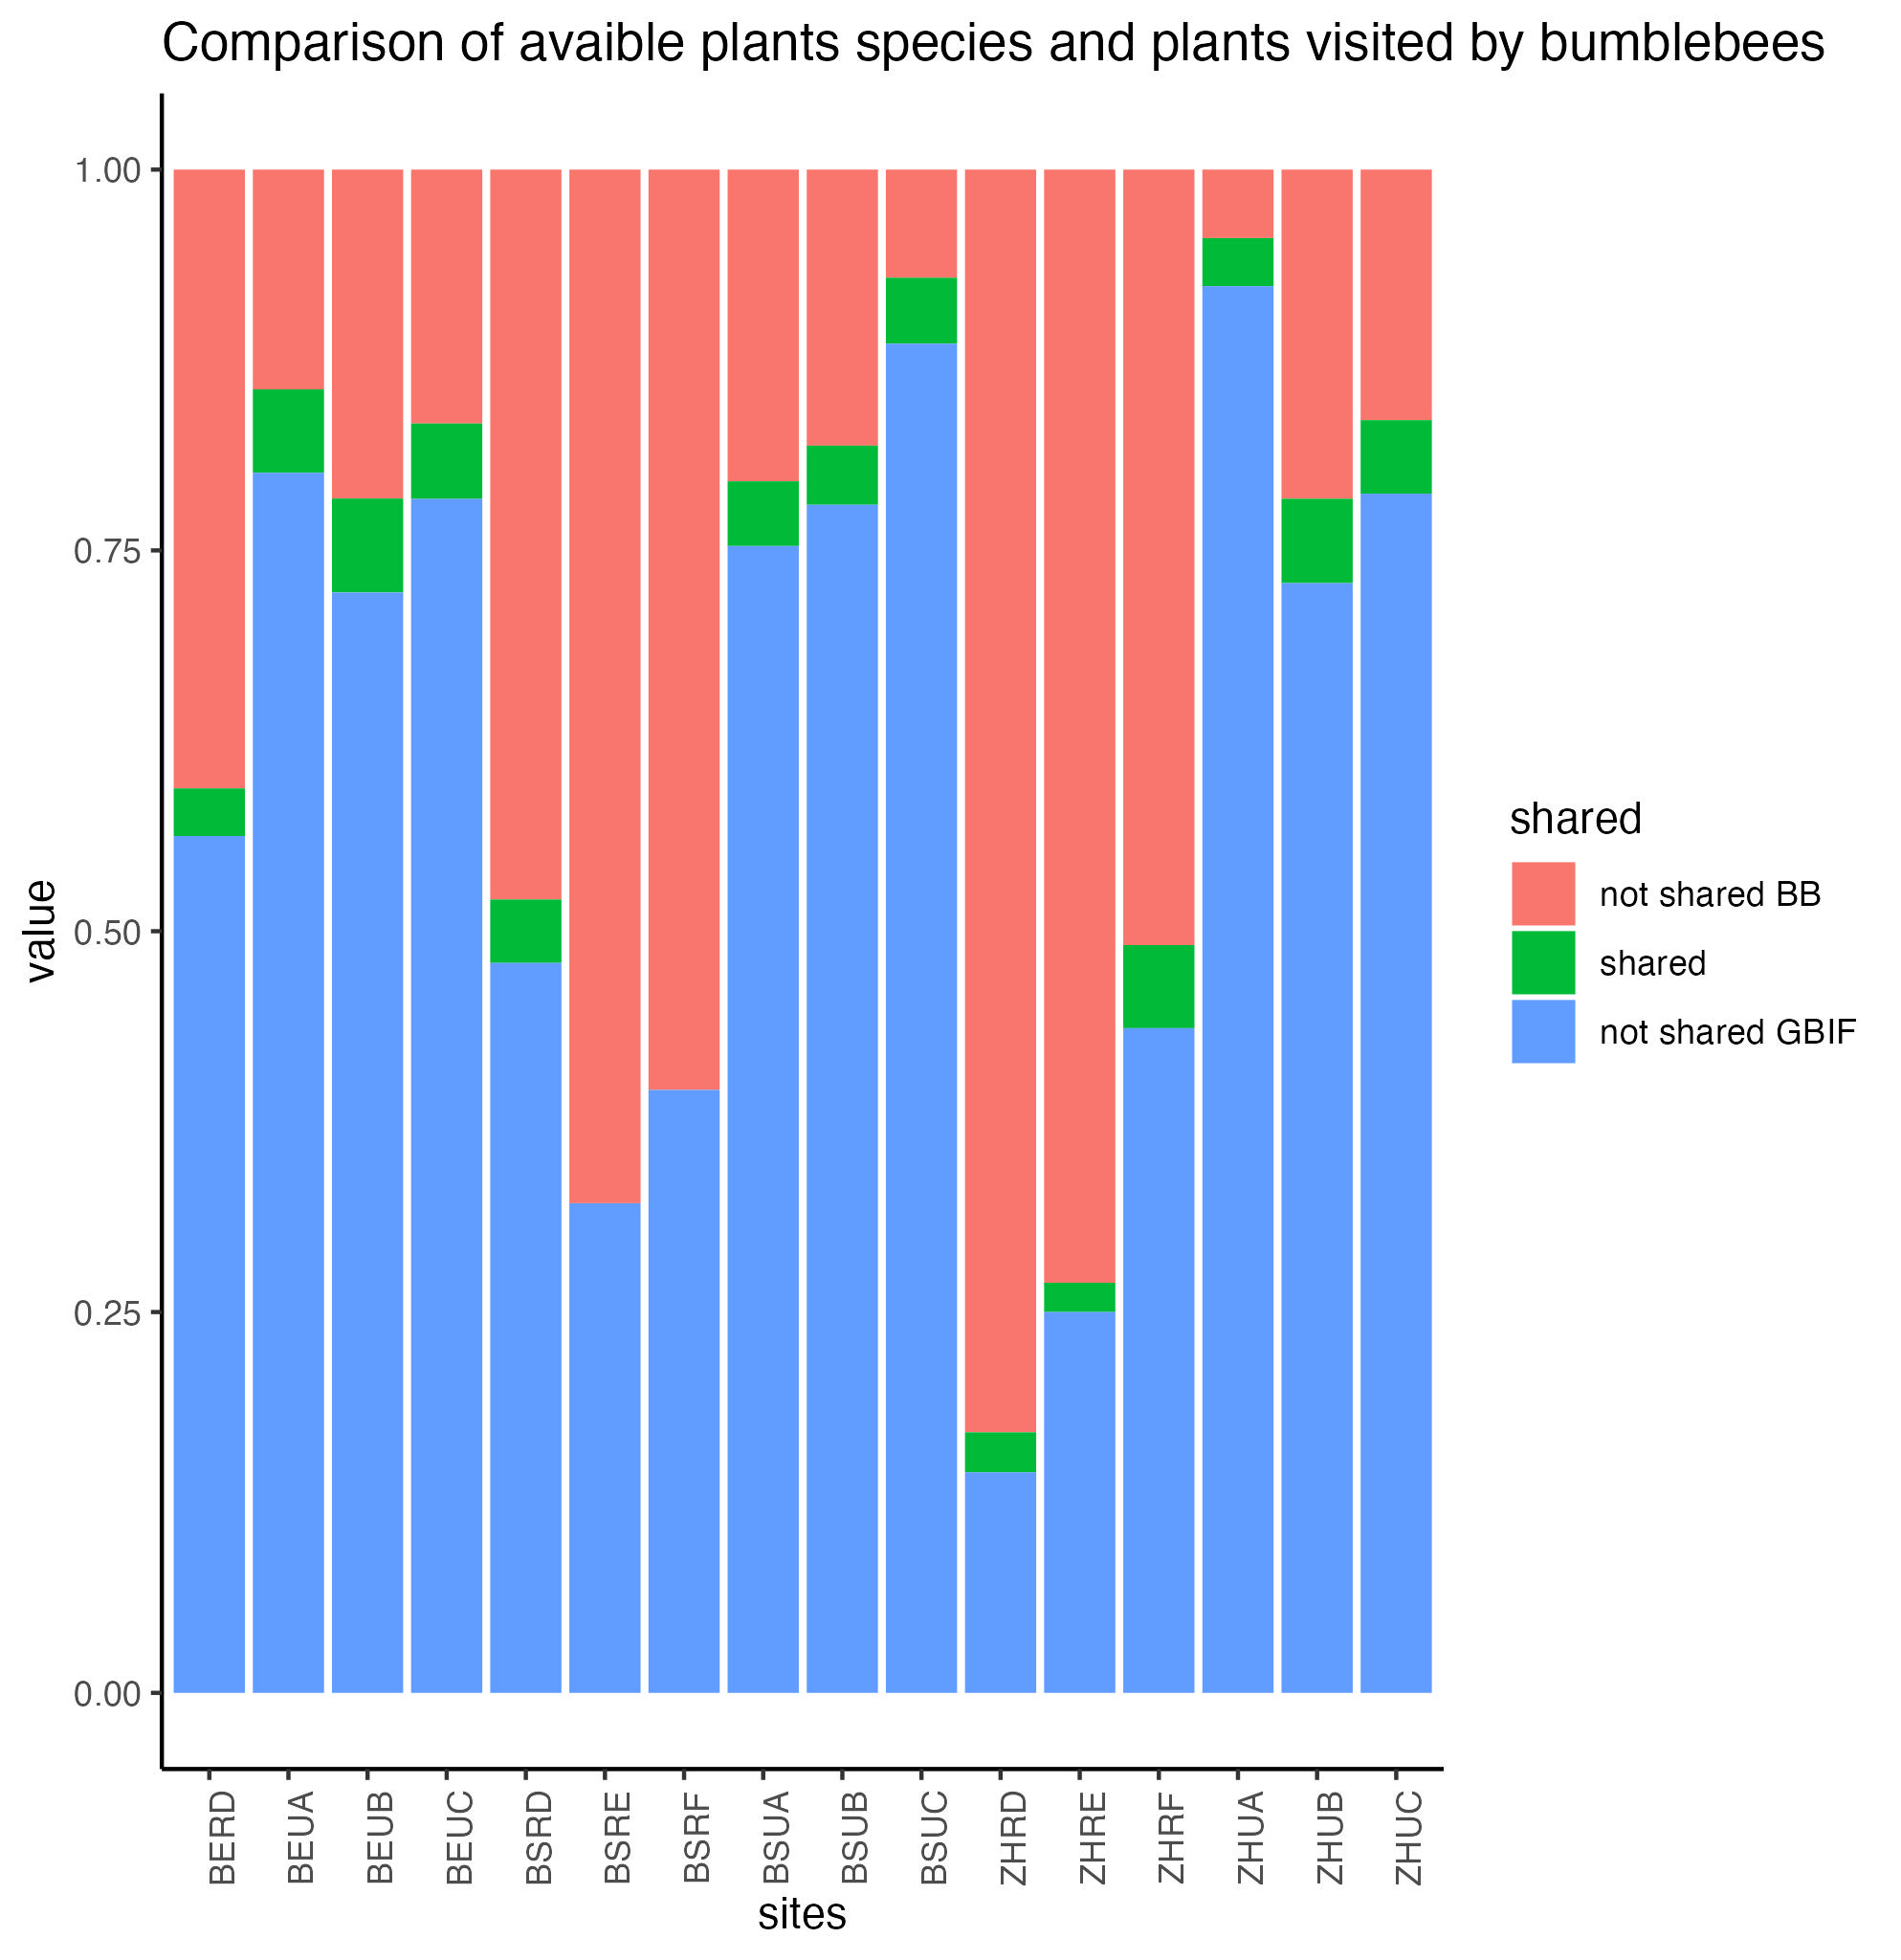 Comparison of avaible plants species and plants visited by bumblebees
1.00
0.75
0.50
0.25
0.00
value
BERD
BEUA
BEUB
BEUC
BSRD
BSRE
BSRF
BSUA
BSUB
BSUC
ZHRD
ZHRE
ZHRF
ZHUA
ZHUB
ZHUC
sites
shared
not shared BB
shared
not shared GBIF